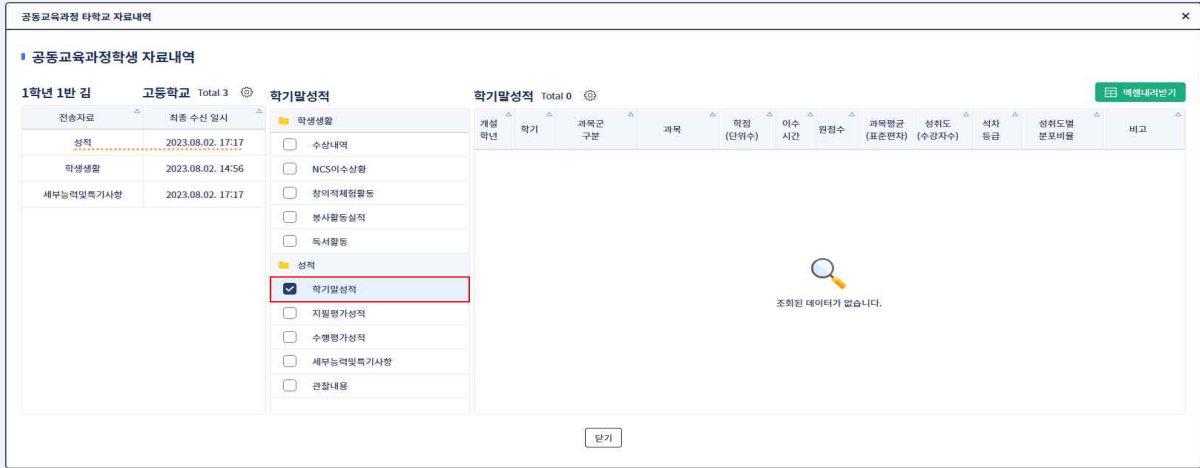 공동교육과정 타학교 자료내역
공동교육과정학생 자료내역
1학년 1반 김 고등학교 Total 3
전송자료 최종 수신 일시
성적 2023.08.02. 17:17
학생생활 2023.08.02. 14:56
세부능력및특기사항 2023.08.02. 17:17
학기말성적
학생생활
수상내역
NCS이수상황
창의적체험활동
봉사활동실적
독서활동
성적
학기말성적
지필평가성적
수행평가성적
세부능력및특기사항
관찰내용
학기말성적 Total 0
엑셀내려받기
개설 학년 학기 과목군 구분 과목 학점 (단위수) 이수 시간 원점수 과목평균 (표준편차) 성취도 (수강자수) 석차 등급 성취도별 분포비율 비고
조회된 데이터가 없습니다.
닫기